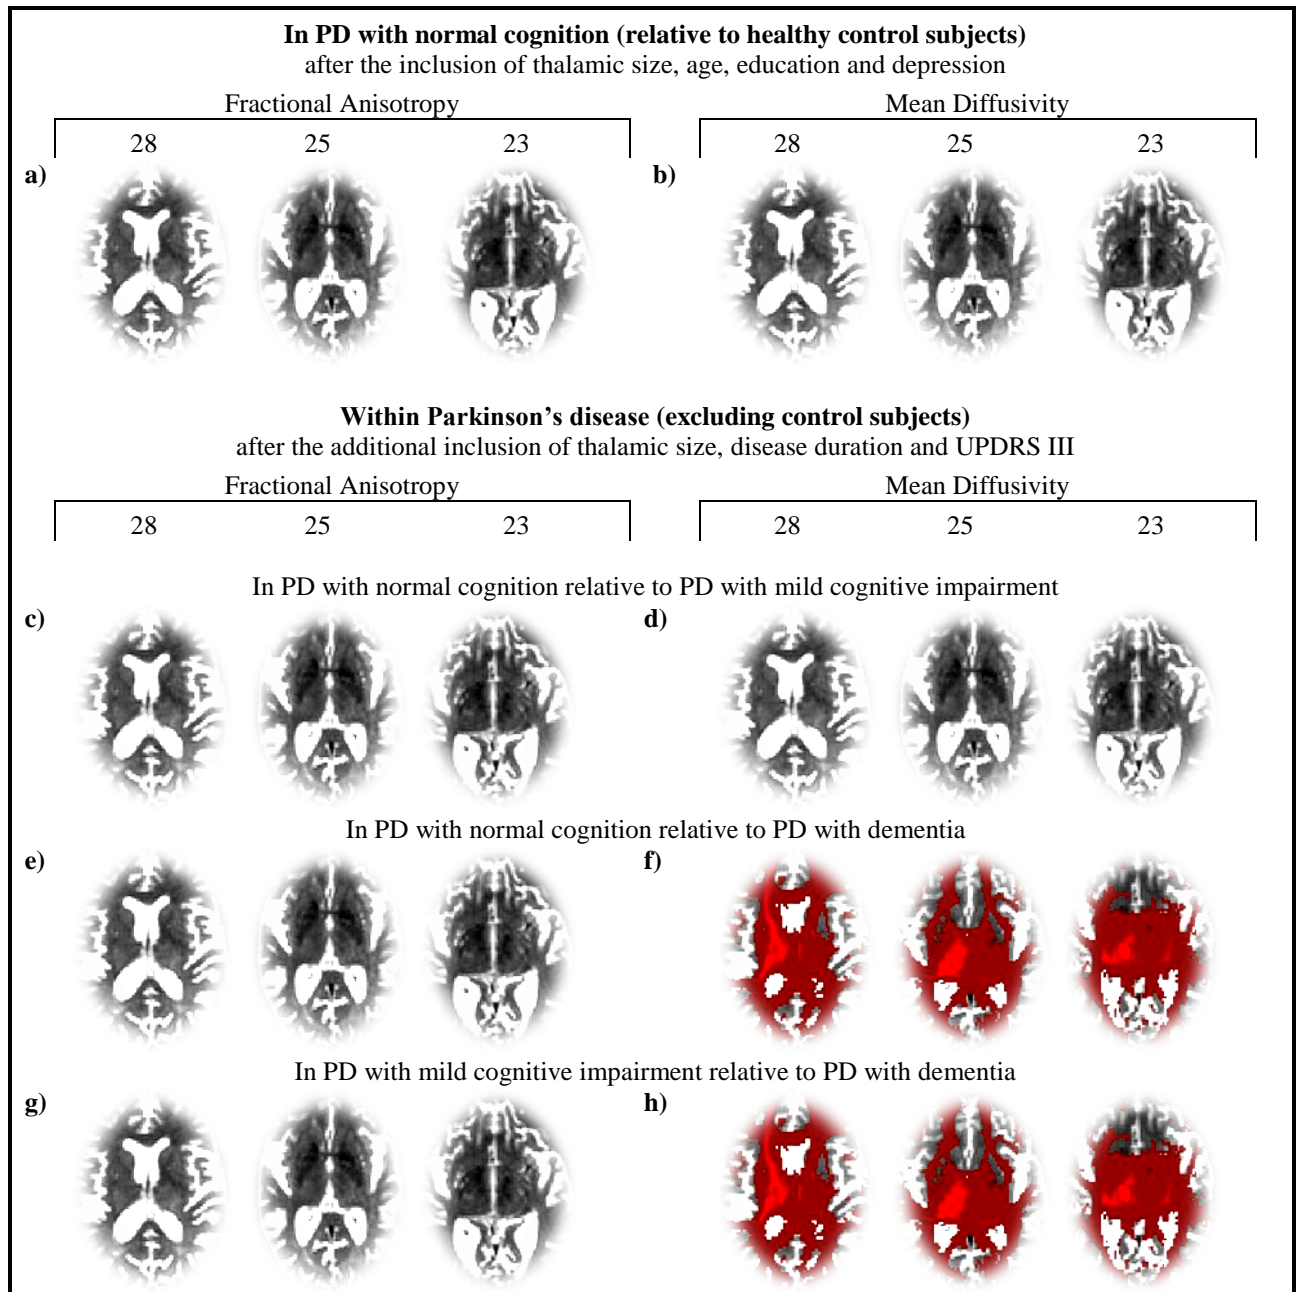 In PD with normal cognition (relative to healthy control subjects)
after the inclusion of thalamic size, age, education and depression
Fractional Anisotropy Mean Diffusivity
28 25 23 28 25 23
a) b)
Within Parkinson’s disease (excluding control subjects)
after the additional inclusion of thalamic size, disease duration and UPDRS III
Fractional Anisotropy Mean Diffusivity
28 25 23 28 25 23
In PD with normal cognition relative to PD with mild cognitive impairment
c) d)
In PD with normal cognition relative to PD with dementia
e) f)
In PD with mild cognitive impairment relative to PD with dementia
g) h)